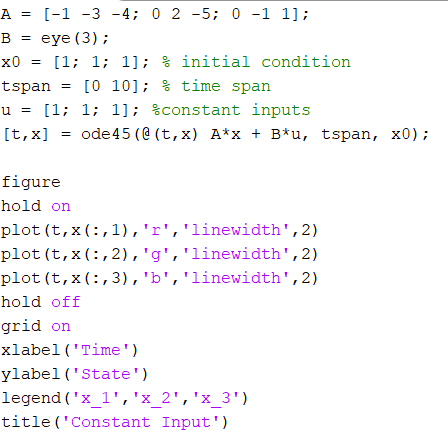 A = [-1 -3 -4; 0 2 -5; 0 -1 1];
B = eye(3);
x0 = [1; 1; 1]; % initial condition
tspan = [0 10]; % time span
u = [1; 1; 1]; %constant inputs
[t,x] = ode45(@(t,x) A*x + B*u, tspan, x0);
figure
hold on
plot(t,x(:,1),'r','linewidth',2)
plot(t,x(:,2),'g','linewidth',2)
plot(t,x(:,3),'b','linewidth',2)
hold off
grid on
xlabel('Time')
ylabel('State')
legend('x_1','x_2','x_3')
title('Constant Input')